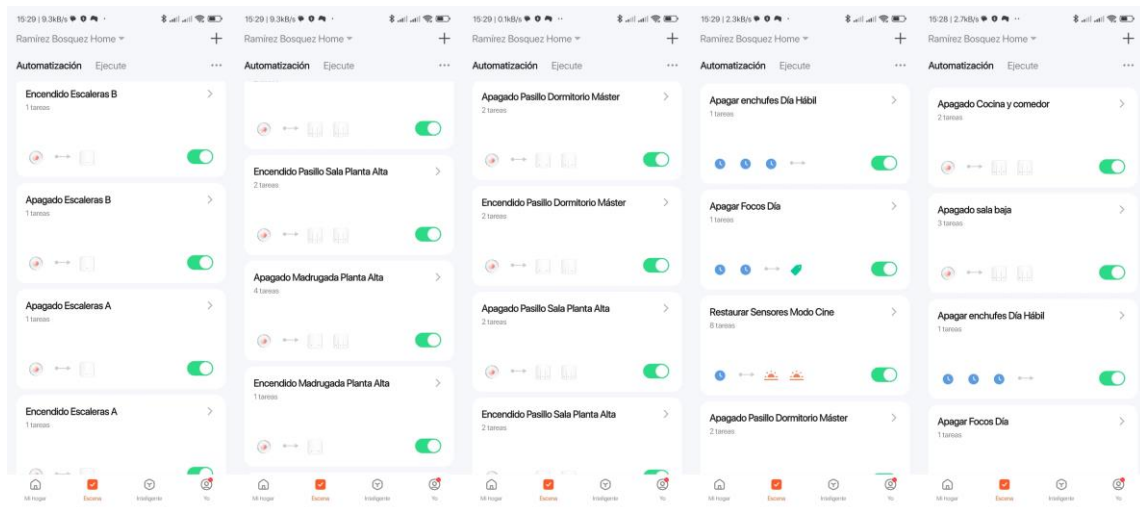 15:29 | 9.3kB/s
Ramírez Bosquez Home
Automatización Ejecute
Encendido Escaleras B
1 tareas
Apagado Escaleras B
1 tareas
Apagado Escaleras A
1 tareas
Encendido Escaleras A
1 tareas
Mi Hogar Escena Inteligente Yo
15:29 | 9.3kB/s
Ramírez Bosquez Home
Automatización Ejecute
Encendido Pasillo Sala Planta Alta
2 tareas
Apagado Madrugada Planta Alta
4 tareas
Encendido Madrugada Planta Alta
1 tareas
Mi Hogar Escena Inteligente Yo
15:29 | 0.1kB/s
Ramírez Bosquez Home
Automatización Ejecute
Apagado Pasillo Dormitorio Máster
2 tareas
Encendido Pasillo Dormitorio Máster
2 tareas
Apagado Pasillo Sala Planta Alta
2 tareas
Encendido Pasillo Sala Planta Alta
2 tareas
Mi Hogar Escena Inteligente Yo
15:29 | 2.3kB/s
Ramírez Bosquez Home
Automatización Ejecute
Apagar enchufes Día Hábil
1 tareas
Apagar Focos Día
1 tareas
Restaurar Sensores Modo Cine
8 tareas
Apagado Pasillo Dormitorio Máster
2 tareas
Mi Hogar Escena Inteligente Yo
15:28 | 2.7kB/s
Ramírez Bosquez Home
Automatización Ejecute
Apagado Cocina y comedor
2 tareas
Apagado sala baja
3 tareas
Apagar enchufes Día Hábil
1 tareas
Apagar Focos Día
1 tareas
Mi Hogar Escena Inteligente Yo